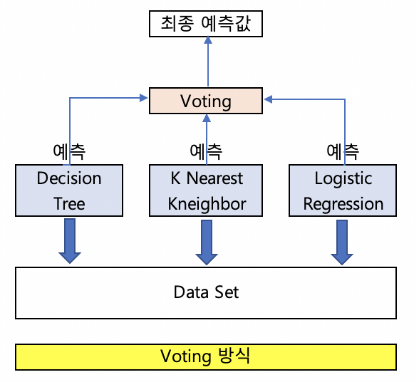 최종 예측값
Voting
예측
예측
예측
Decision
Tree
K Nearest
Kneighbor
Logistic
Regression
Data Set
Voting 방식